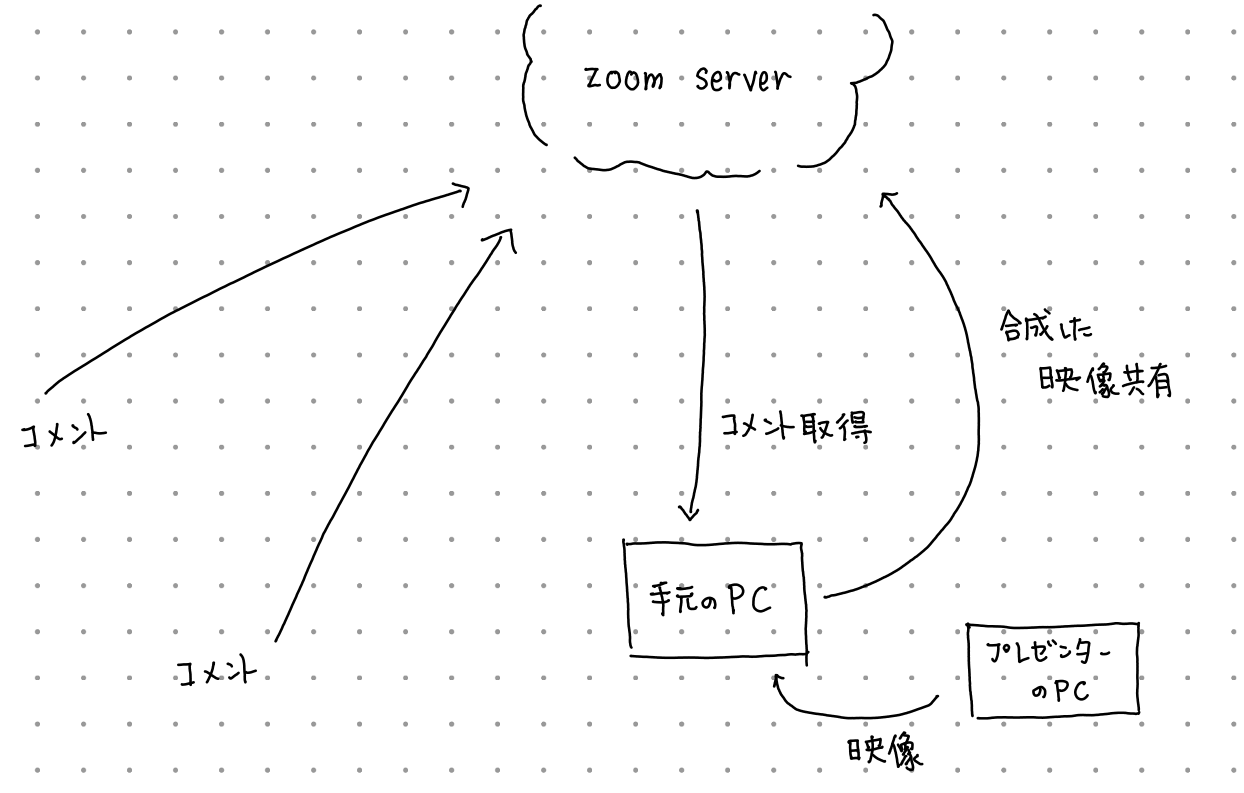 zoom server
合成した
映像共有
コメント
コメント取得
手元のPC
プレゼンター
のPC
コメント
映像